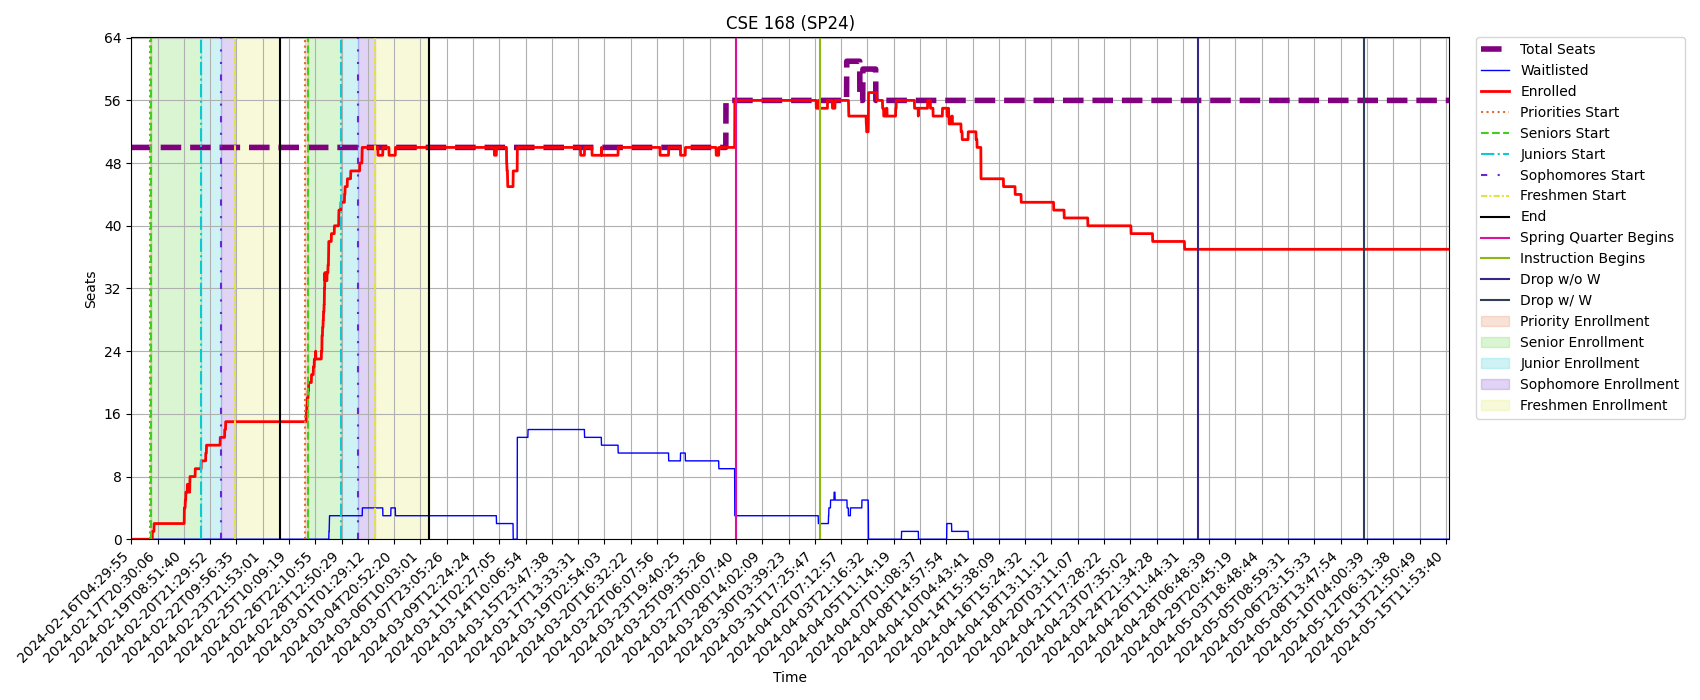 CSE 168 (SP24)
Seats
64
56
48
40
32
24
16
8
0
2024-02-16T04:29:55
2024-02-17T20:30:06
2024-02-19T08:51:40
2024-02-20T21:29:52
2024-02-22T09:56:35
2024-02-23T21:53:01
2024-02-25T10:09:19
2024-02-26T22:10:55
2024-02-28T12:50:29
2024-03-01T01:29:12
2024-03-04T20:52:20
2024-03-06T10:03:01
2024-03-07T23:05:26
2024-03-09T12:24:24
2024-03-11T02:27:05
2024-03-14T10:06:54
2024-03-15T23:47:38
2024-03-17T13:33:31
2024-03-19T02:54:03
2024-03-20T16:32:22
2024-03-22T06:07:56
2024-03-23T19:40:25
2024-03-25T09:35:26
2024-03-27T00:07:40
2024-03-28T14:02:09
2024-03-30T03:39:23
2024-03-31T17:25:47
2024-04-02T07:12:57
2024-04-03T21:16:32
2024-04-05T11:14:19
2024-04-07T01:08:37
2024-04-08T14:57:54
2024-04-10T04:43:41
2024-04-14T15:38:09
2024-04-16T15:24:32
2024-04-18T13:11:12
2024-04-20T03:11:07
2024-04-21T17:28:22
2024-04-23T07:35:02
2024-04-24T21:34:28
2024-04-26T11:44:31
2024-04-28T06:48:39
2024-04-29T20:45:19
2024-05-03T18:48:44
2024-05-05T08:59:31
2024-05-06T23:15:33
2024-05-08T13:47:54
2024-05-10T04:00:39
2024-05-12T06:31:38
2024-05-13T21:50:49
2024-05-15T11:53:40
Time
Total Seats
Waitlisted
Enrolled
Priorities Start
Seniors Start
Juniors Start
Sophomores Start
Freshmen Start
End
Spring Quarter Begins
Instruction Begins
Drop w/o W
Drop w/ W
Priority Enrollment
Senior Enrollment
Junior Enrollment
Sophomore Enrollment
Freshmen Enrollment